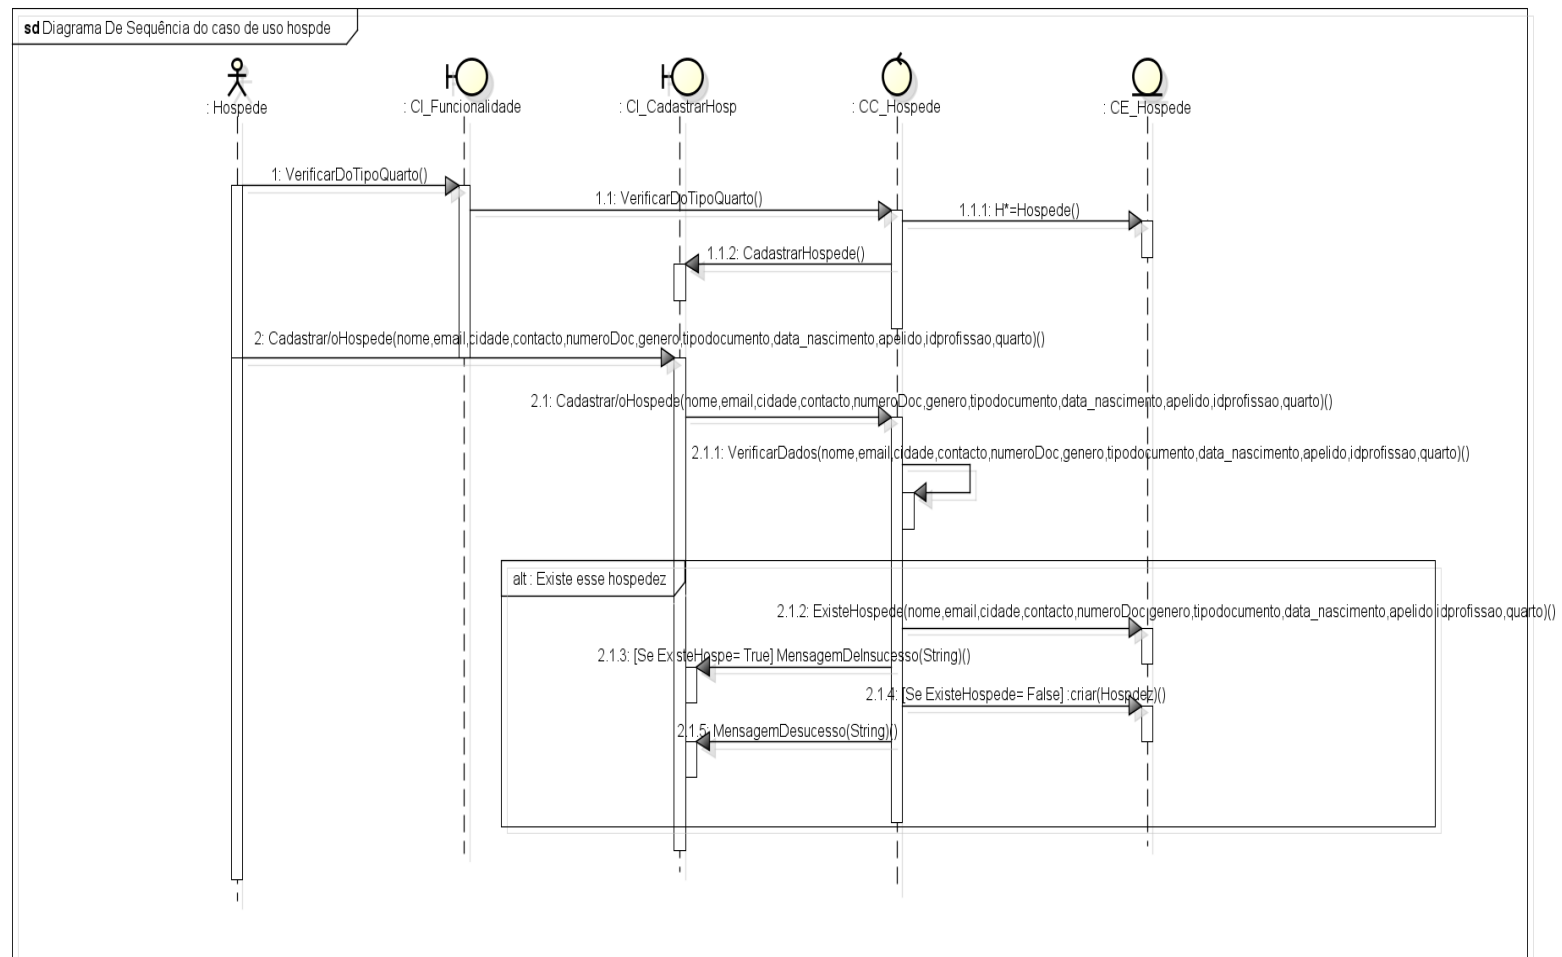 sd Diagrama De Sequência do caso de uso hospde
: Hospede
: CI_Funcionalidade
: CI_CadastrarHosp
: CC_Hospede
: CE_Hospede
1: VerificarDoTipoQuarto()
1.1: VerificarDoTipoQuarto()
1.1.1: H*=Hospede()
1.1.2: CadastrarHospede()
2: Cadastrar/oHospede(nome,email,cidade,contacto,numeroDoc,genero,tipodocumento,data_nascimento,apelido,idprofissao,quarto)()
2.1: Cadastrar/oHospede(nome,email,cidade,contacto,numeroDoc,genero,tipodocumento,data_nascimento,apelido,idprofissao,quarto)()
2.1.1: VerificarDados(nome,email,cidade,contacto,numeroDoc,genero,tipodocumento,data_nascimento,apelido,idprofissao,quarto)()
alt : Existe esse hospedez
2.1.2: ExisteHospede(nome,email,cidade,contacto,numeroDoc,genero,tipodocumento,data_nascimento,apelido,idprofissao,quarto)()
2.1.3: [Se ExisteHospe= True] MensagemDeInsucesso(String)()
2.1.4: [Se ExisteHospede= False] :criar(Hospdez)()
2.1.5: MensagemDesucesso(String)()